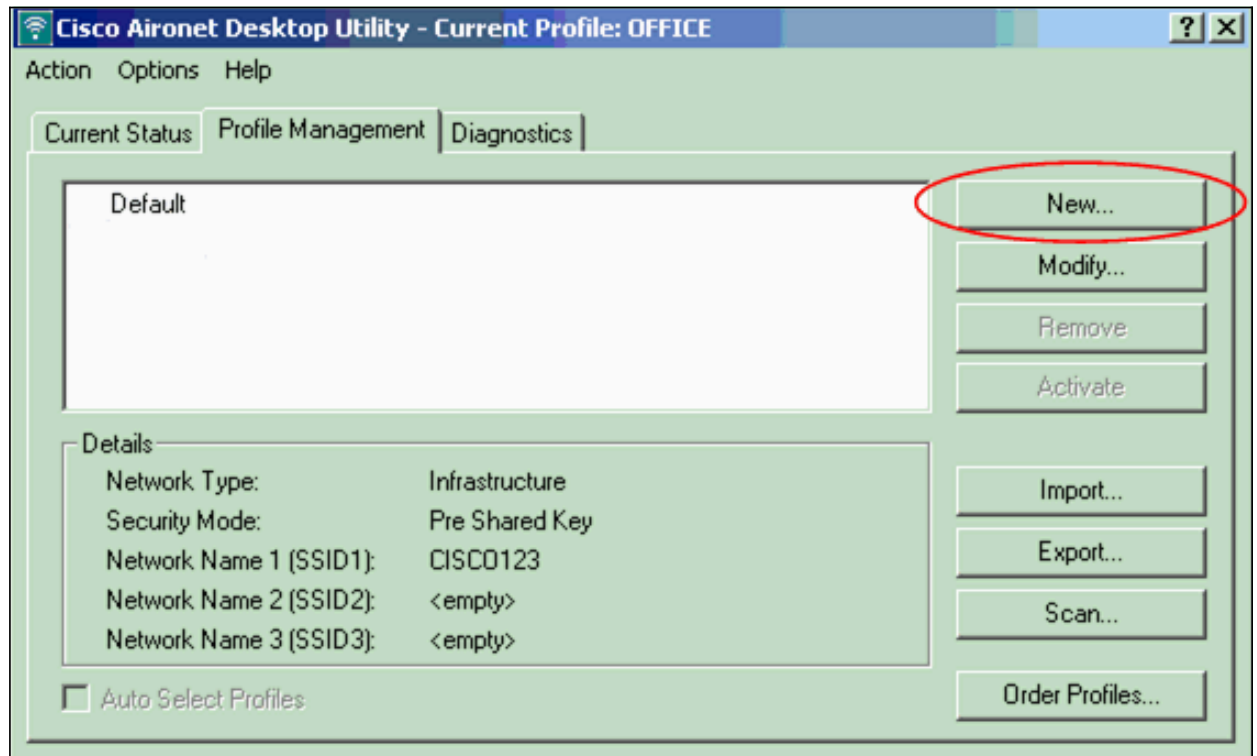 Cisco Aironet Desktop Utility - Current Profile: OFFICE
Action Options Help
Current Status Profile Management Diagnostics
Default
New...
Modify...
Remove
Activate
Details
Network Type: Infrastructure
Security Mode: Pre Shared Key
Network Name 1 (SSID1): CISCO123
Network Name 2 (SSID2): <empty>
Network Name 3 (SSID3): <empty>
Import...
Export...
Scan...
Auto Select Profiles
Order Profiles...